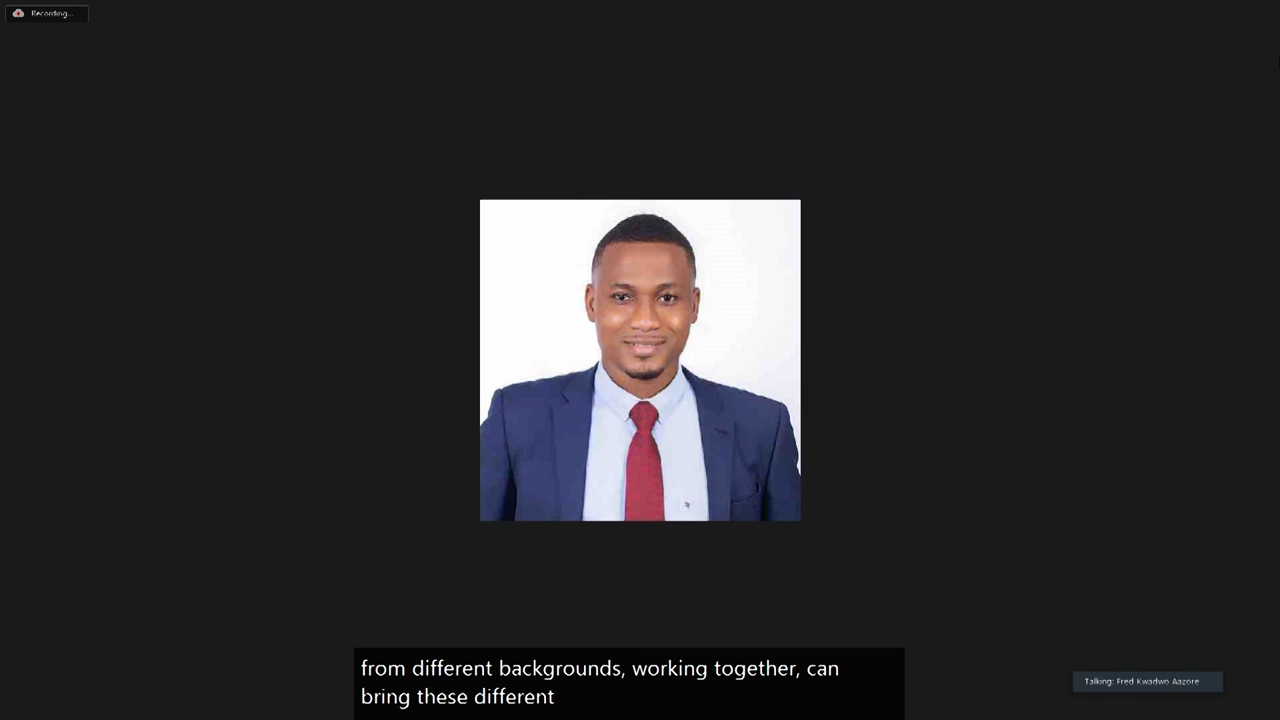 Recording...
from different backgrounds, working together, can
bring these different
Talking: Fred Kwadwo Aazore